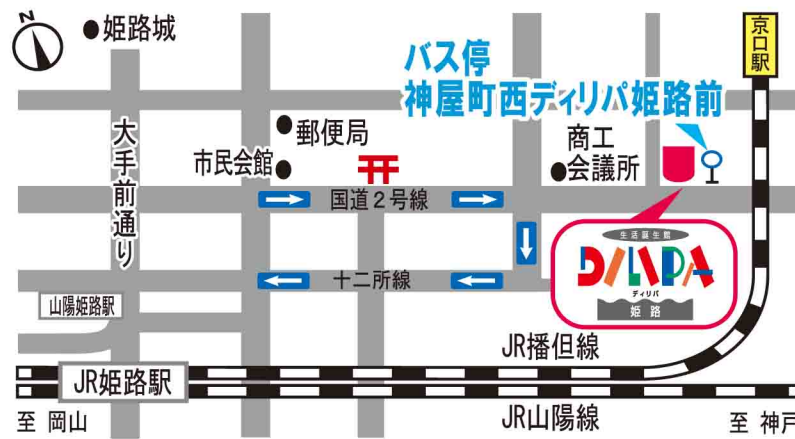 N
姫路城
京口駅
バス停
神屋町西ディリパ姫路前
大手前通り
郵便局
市民会館
商工
会議所
国道2号線
生活誕生館
DILIPA
ディリパ
姫路
十二所線
山陽姫路駅
JR播但線
JR姫路駅
至 岡山
JR山陽線
至 神戸